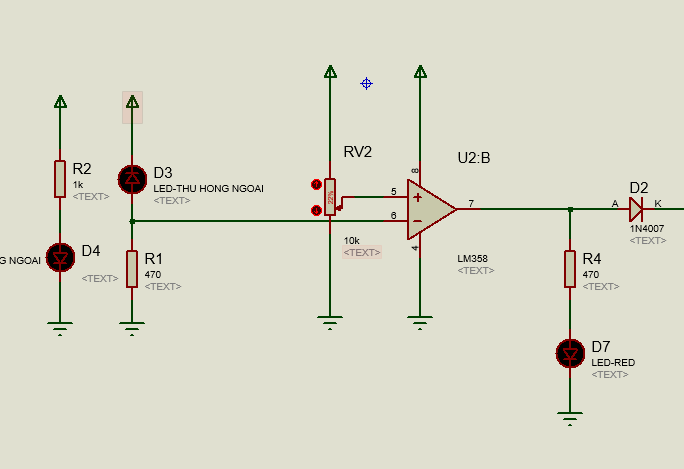 R2
1k
<TEXT>
D3
LED-THU HONG NGOAI
<TEXT>
RV2
22%
10k
<TEXT>
U2:B
8
5
6
7
4
LM358
<TEXT>
D2
A
K
1N4007
<TEXT>
G NGOAI
D4
<TEXT>
R1
470
<TEXT>
R4
470
<TEXT>
D7
LED-RED
<TEXT>